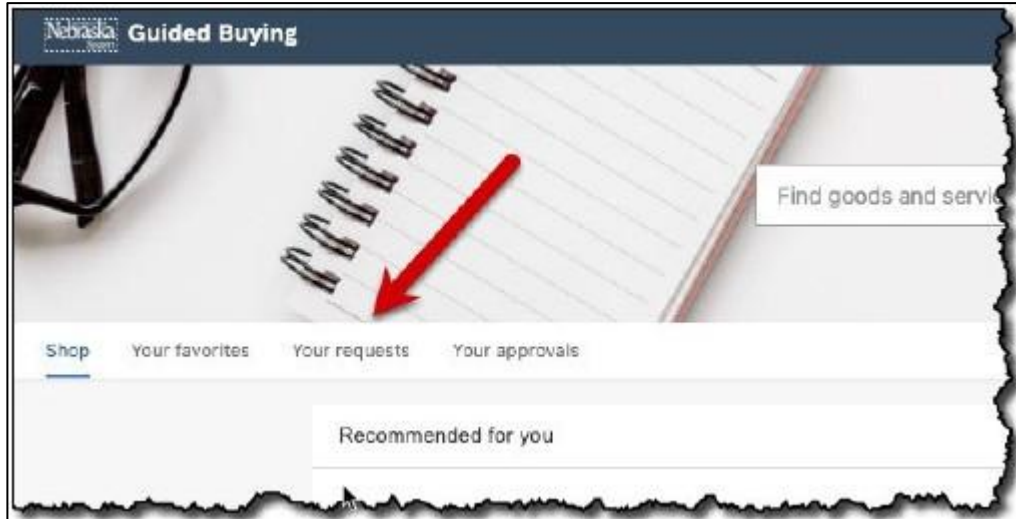 Nebraska Guided Buying
Find goods and servic
Shop Your favorites Your requests Your approvals
Recommended for you